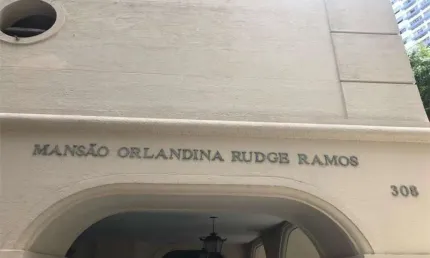 MANSÃO ORLANDINA RUDGE RAMOS
308